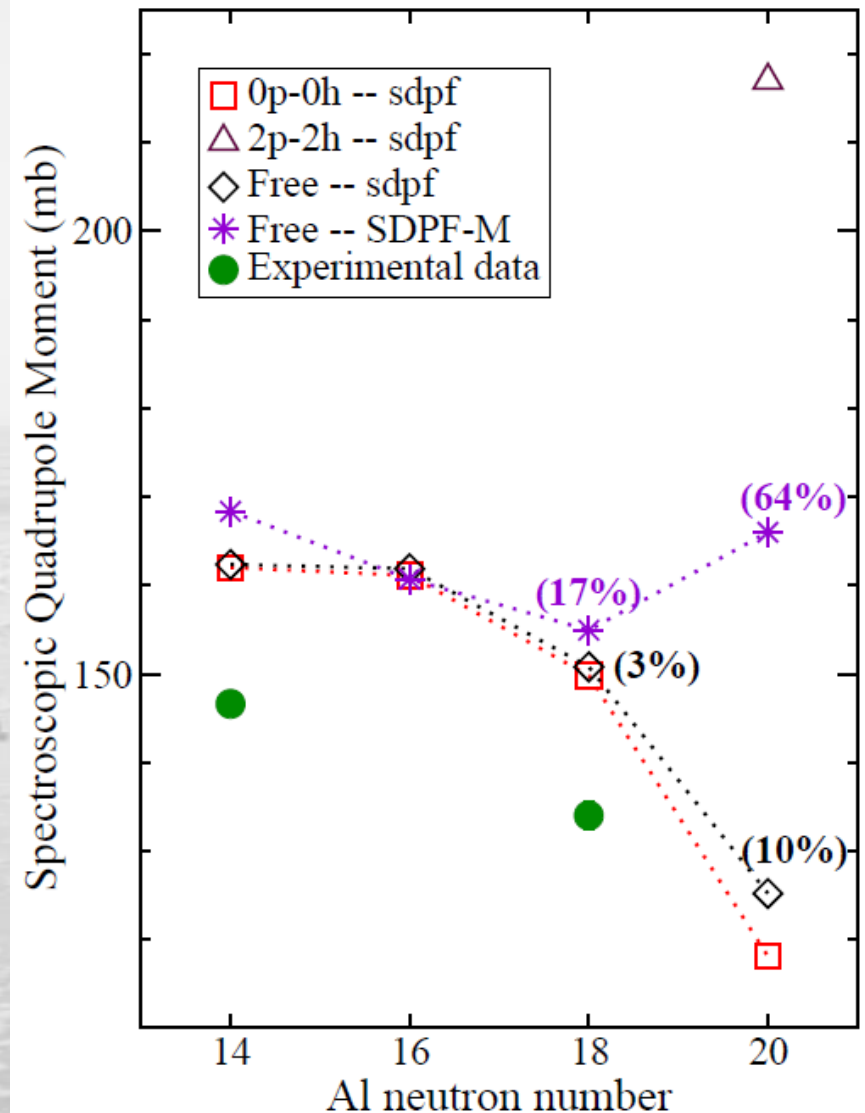 0p-0h -- sdpf
2p-2h -- sdpf
Free -- sdpf
Free -- SDPF-M
Experimental data
Spectroscopic Quadrupole Moment (mb)
200
150
(64%)
(17%)
(3%)
(10%)
14 16 18 20
Al neutron number